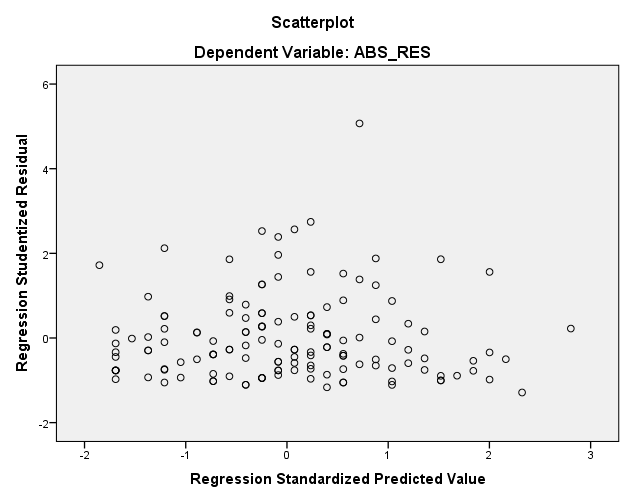 Scatterplot
Dependent Variable: ABS_RES
Regression Studentized Residual
6
4
2
0
-2
-2
-1
0
1
2
3
Regression Standardized Predicted Value